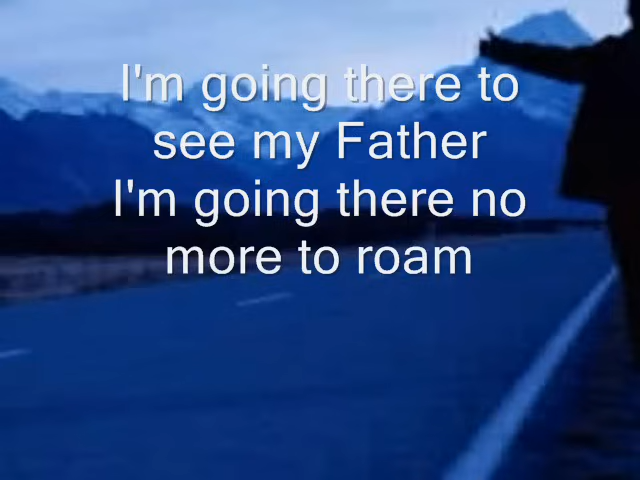 I'm going there to
see my Father
I'm going there no
more to roam